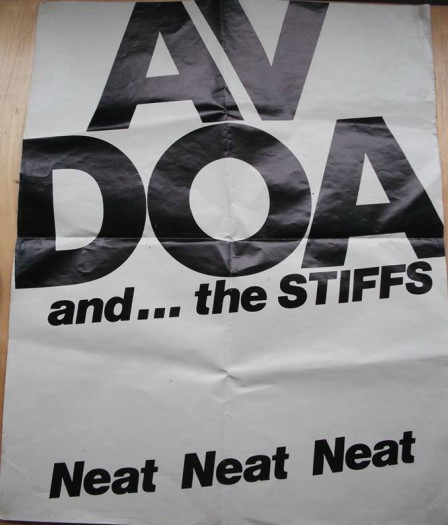 AV
DOA
and... the STIFFS
Neat Neat Neat